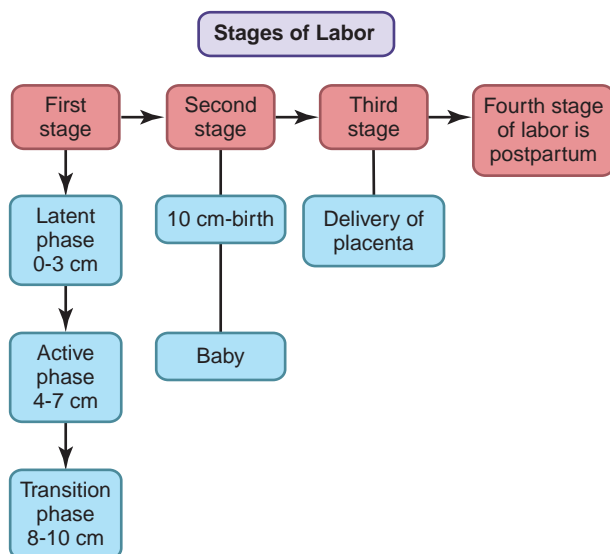 Stages of Labor
First
stage
Second
stage
Third
stage
Fourth stage
of labor is
postpartum
Latent
phase
0-3 cm
10 cm-birth
Delivery of
placenta
Active
phase
4-7 cm
Baby
Transition
phase
8-10 cm